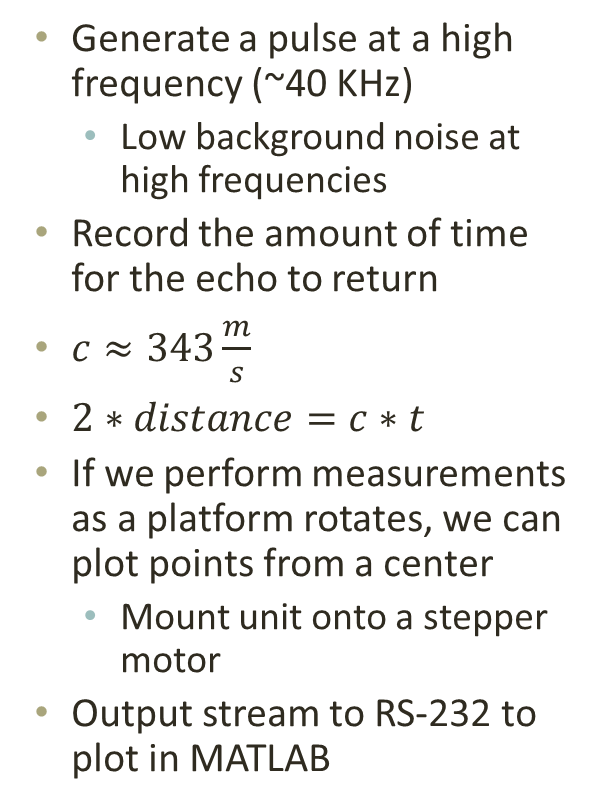 • Generate a pulse at a high
frequency (~40 KHz)
• Low background noise at
high frequencies
• Record the amount of time
for the echo to return
• c ≈ 343 m/s
• 2 * distance = c * t
• If we perform measurements
as a platform rotates, we can
plot points from a center
• Mount unit onto a stepper
motor
• Output stream to RS-232 to
plot in MATLAB